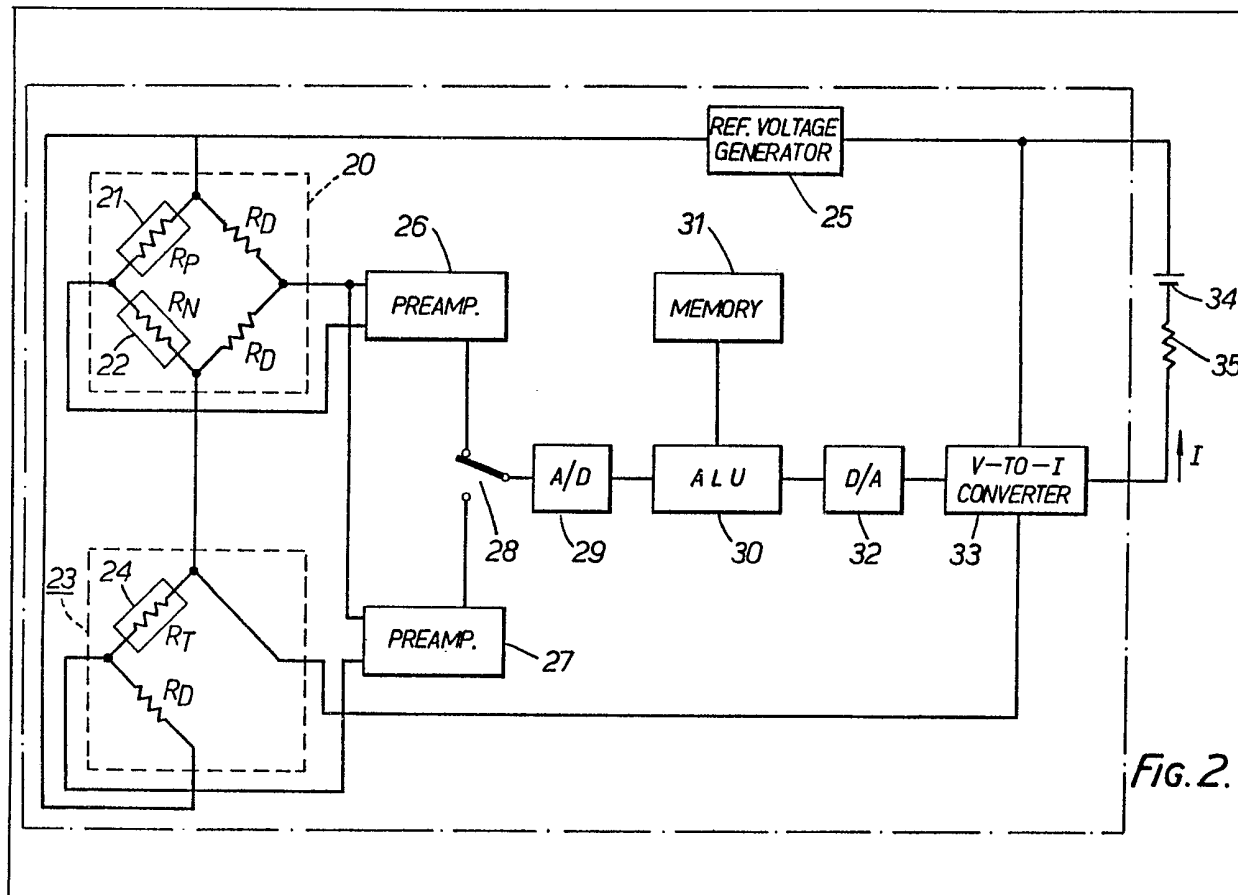 REF. VOLTAGE
GENERATOR
25
20
21
RP
RD
RN
22
RD
26
PREAMP.
31
MEMORY
34
35
I
28
A/D
29
ALU
30
D/A
32
V-TO-I
CONVERTER
33
23
24
RT
RD
PREAMP.
27
FIG. 2.